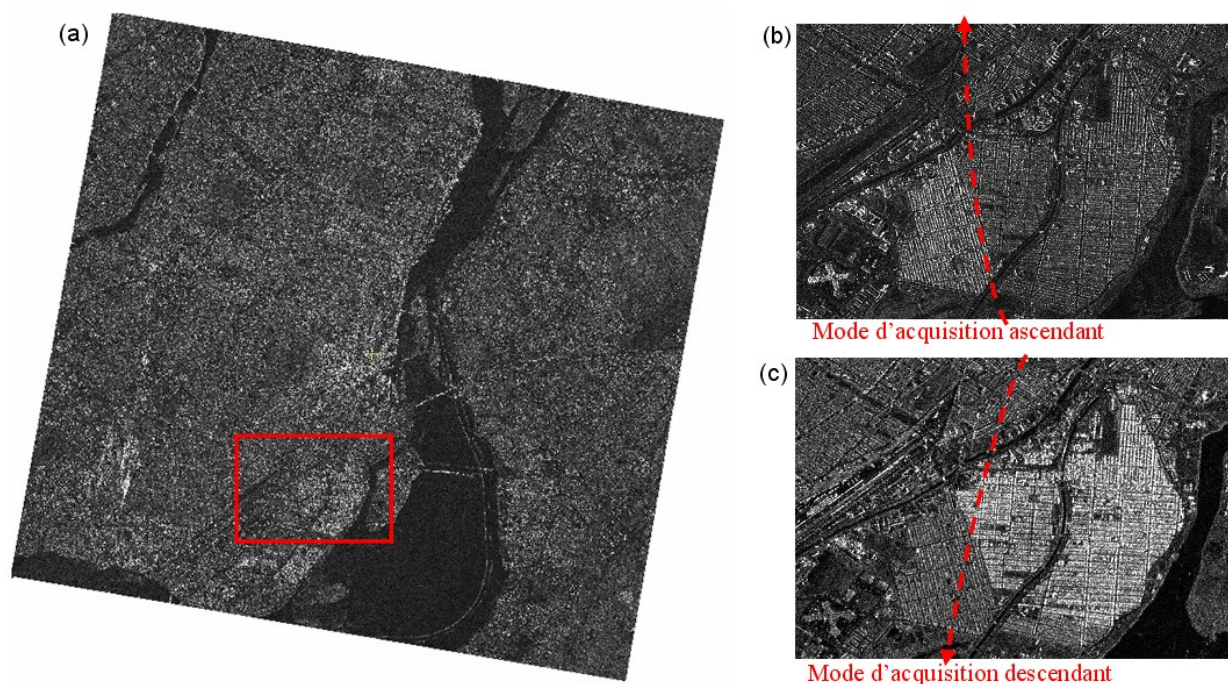 (a)
(b)
Mode d'acquisition ascendant
(c)
Mode d'acquisition descendant